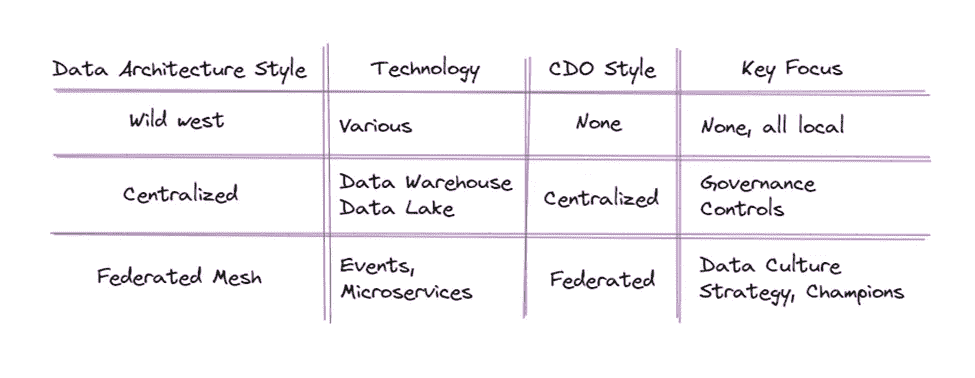 Data Architecture Style Technology CDO Style Key Focus
Wild west Various None None, all local
Centralized Data Warehouse Centralized Governance
Data Lake Controls
Federated Mesh Events, Federated Data Culture
Microservices Strategy, Champions